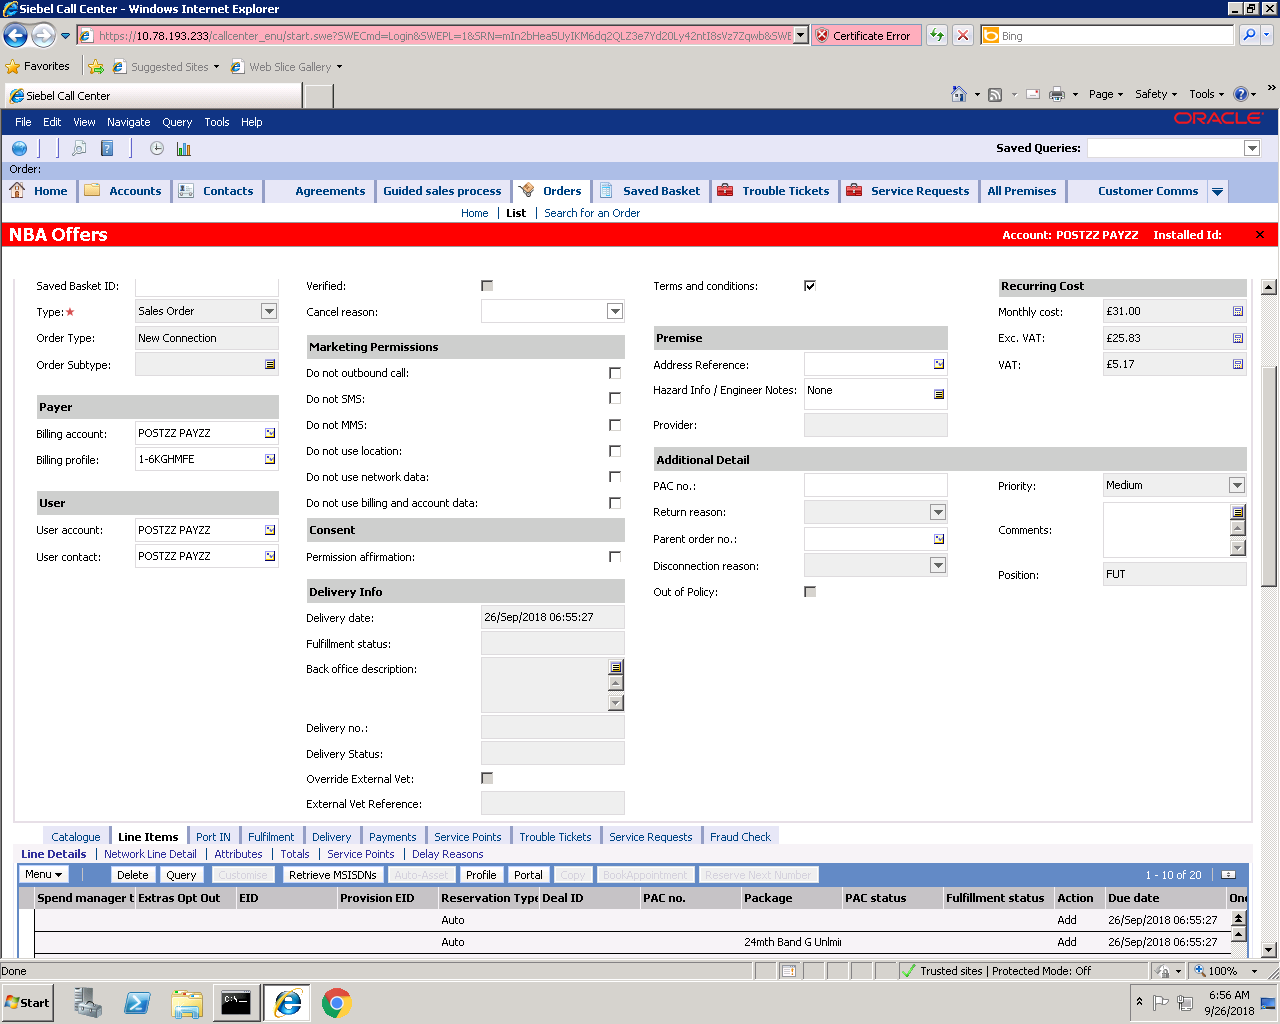 Siebel Call Center - Windows Internet Explorer
https://10.78.193.233/callcenter_enu/start.swe?SWECmd=Login&SWEPL=1&SRN=
Certificate Error
Bing
Favorites
Suggested Sites
Web Slice Gallery
Siebel Call Center
Page
Safety
Tools
»
File Edit View Navigate Query Tools Help
ORACLE
Saved Queries:
Order:
Home Accounts Contacts Agreements Guided sales process Orders Saved Basket Trouble Tickets Service Requests All Premises Customer Comms
Home | List | Search for an Order
NBA Offers
Account: POSTZZ PAYZZ Installed Id:
Saved Basket ID:
Type:* Sales Order
Order Type: New Connection
Order Subtype:
Payer
Billing account: POSTZZ PAYZZ
Billing profile: 1-6KGHMFE
User
User account: POSTZZ PAYZZ
User contact: POSTZZ PAYZZ
Verified:
Cancel reason:
Marketing Permissions
Do not outbound call:
Do not SMS:
Do not MMS:
Do not use location:
Do not use network data:
Do not use billing and account data:
Consent
Permission affirmation:
Delivery Info
Delivery date: 26/Sep/2018 06:55:27
Fulfillment status:
Back office description:
Delivery no.:
Delivery Status:
Override External Vet:
External Vet Reference:
Terms and conditions:
Premise
Address Reference:
Hazard Info / Engineer Notes: None
Provider:
Recurring Cost
Monthly cost: £31.00
Exc. VAT: £25.83
VAT: £5.17
Additional Detail
PAC no.:
Return reason:
Parent order no.:
Disconnection reason:
Out of Policy:
Priority: Medium
Comments:
Position: FUT
Catalogue Line Items Port IN Fulfilment Delivery Payments Service Points Trouble Tickets Service Requests Fraud Check
Line Details | Network Line Detail | Attributes | Totals | Service Points | Delay Reasons
Menu Delete Query Customise Retrieve MSISDNs Auto-Asset Profile Portal Copy BookAppointment Reserve Next Number 1 - 10 of 20
Spend manager t Extras Opt Out EID Provision EID Reservation Type Deal ID PAC no. Package PAC status Fulfillment status Action Due date
Auto Add 26/Sep/2018 06:55:27
Auto 24mth Band G Unlmi Add 26/Sep/2018 06:55:27
Done
Trusted sites | Protected Mode: Off
100%
Start
6:56 AM
9/26/2018